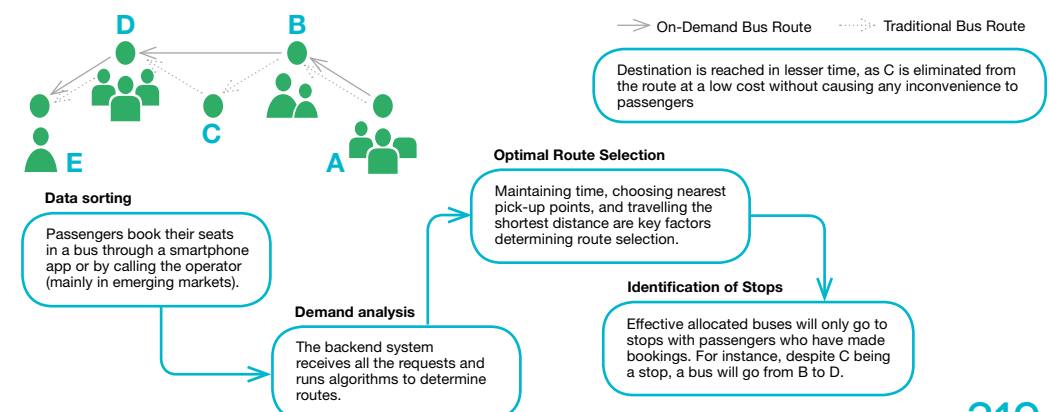 D
B
On-Demand Bus Route
Traditional Bus Route
Destination is reached in lesser time, as C is eliminated from
the route at a low cost without causing any inconvenience to
passengers
C
E
A
Data sorting
Passengers book their seats
in a bus through a smartphone
app or by calling the operator
(mainly in emerging markets).
Demand analysis
The backend system
receives all the requests and
runs algorithms to determine
routes.
Optimal Route Selection
Maintaining time, choosing nearest
pick-up points, and travelling the
shortest distance are key factors
determining route selection.
Identification of Stops
Effective allocated buses will only go to
stops with passengers who have made
bookings. For instance, despite C being
a stop, a bus will go from B to D.